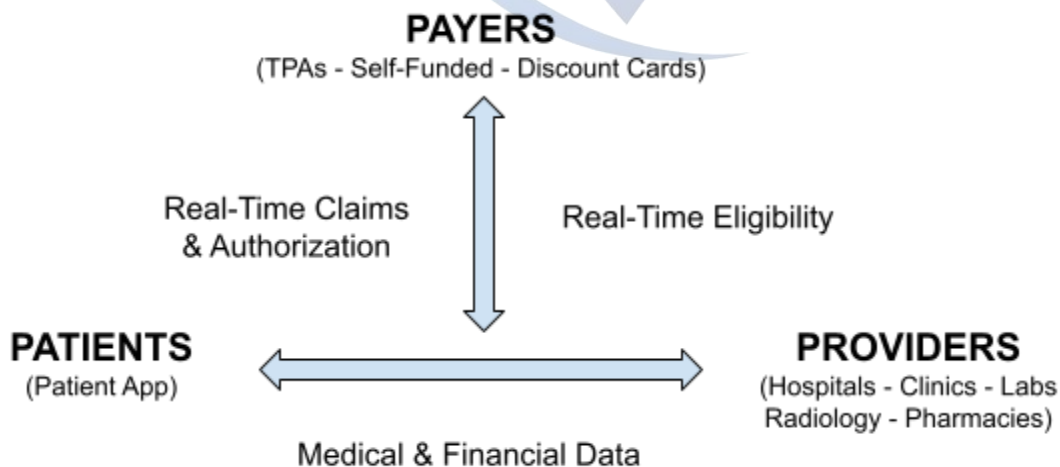 PAYERS
(TPAs - Self-Funded - Discount Cards)
Real-Time Claims
& Authorization
Real-Time Eligibility
PATIENTS
(Patient App)
PROVIDERS
(Hospitals - Clinics - Labs
Radiology - Pharmacies)
Medical & Financial Data